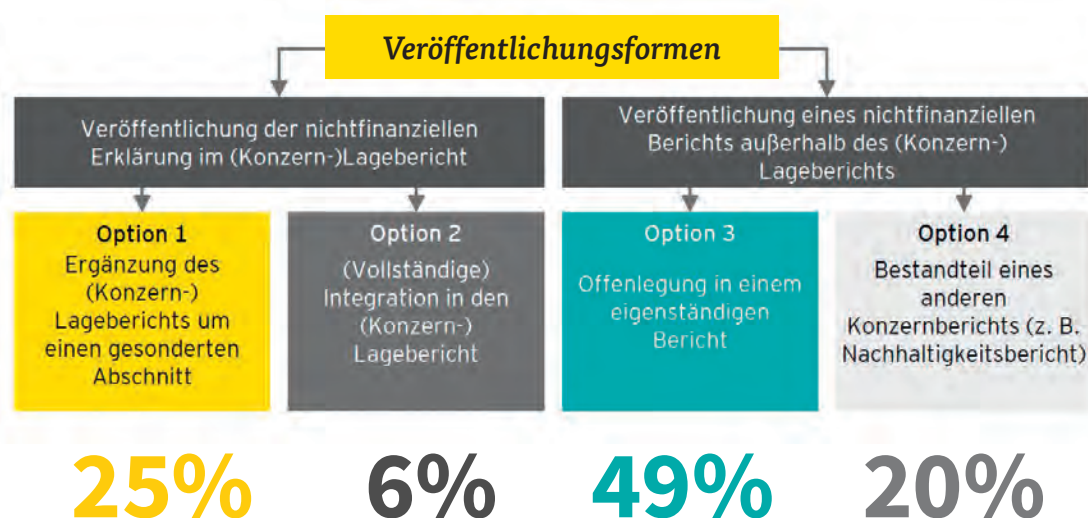 Veröffentlichungsformen
Veröffentlichung der nichtfinanziellen
Erklärung im (Konzern-)Lagebericht
Veröffentlichung eines nichtfinanziellen
Berichts außerhalb des (Konzern-)
Lageberichts
Option 1
Ergänzung des
(Konzern-)
Lageberichts um
einen gesonderten
Abschnitt
Option 2
(Vollständige)
Integration in den
(Konzern-)
Lagebericht
Option 3
Offenlegung in einem
eigenständigen
Bericht
Option 4
Bestandteil eines
anderen
Konzernberichts (z. B.
Nachhaltigkeitsbericht)
25%
6%
49%
20%